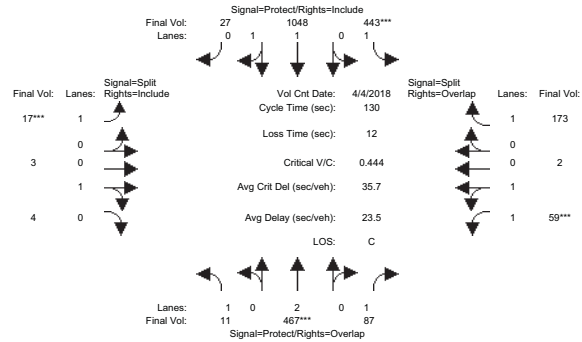 Signal=Protect/Rights=Include
Final Vol: 27 1048 443***
Lanes: 0 1 1 0 1
Signal=Split Signal=Split
Final Vol: Lanes: Rights=Include Vol Cnt Date: 4/4/2018 Rights=Overlap Lanes: Final Vol:
Cycle Time (sec): 130
17*** 1 1 173
Loss Time (sec): 12
0 0
3 0 Critical V/C: 0.444 0 2
1 Avg Crit Del (sec/veh): 35.7 1
4 0 Avg Delay (sec/veh): 23.5 1 59***
LOS: C
Lanes: 1 0 2 0 1
Final Vol: 11 467*** 87
Signal=Protect/Rights=Overlap